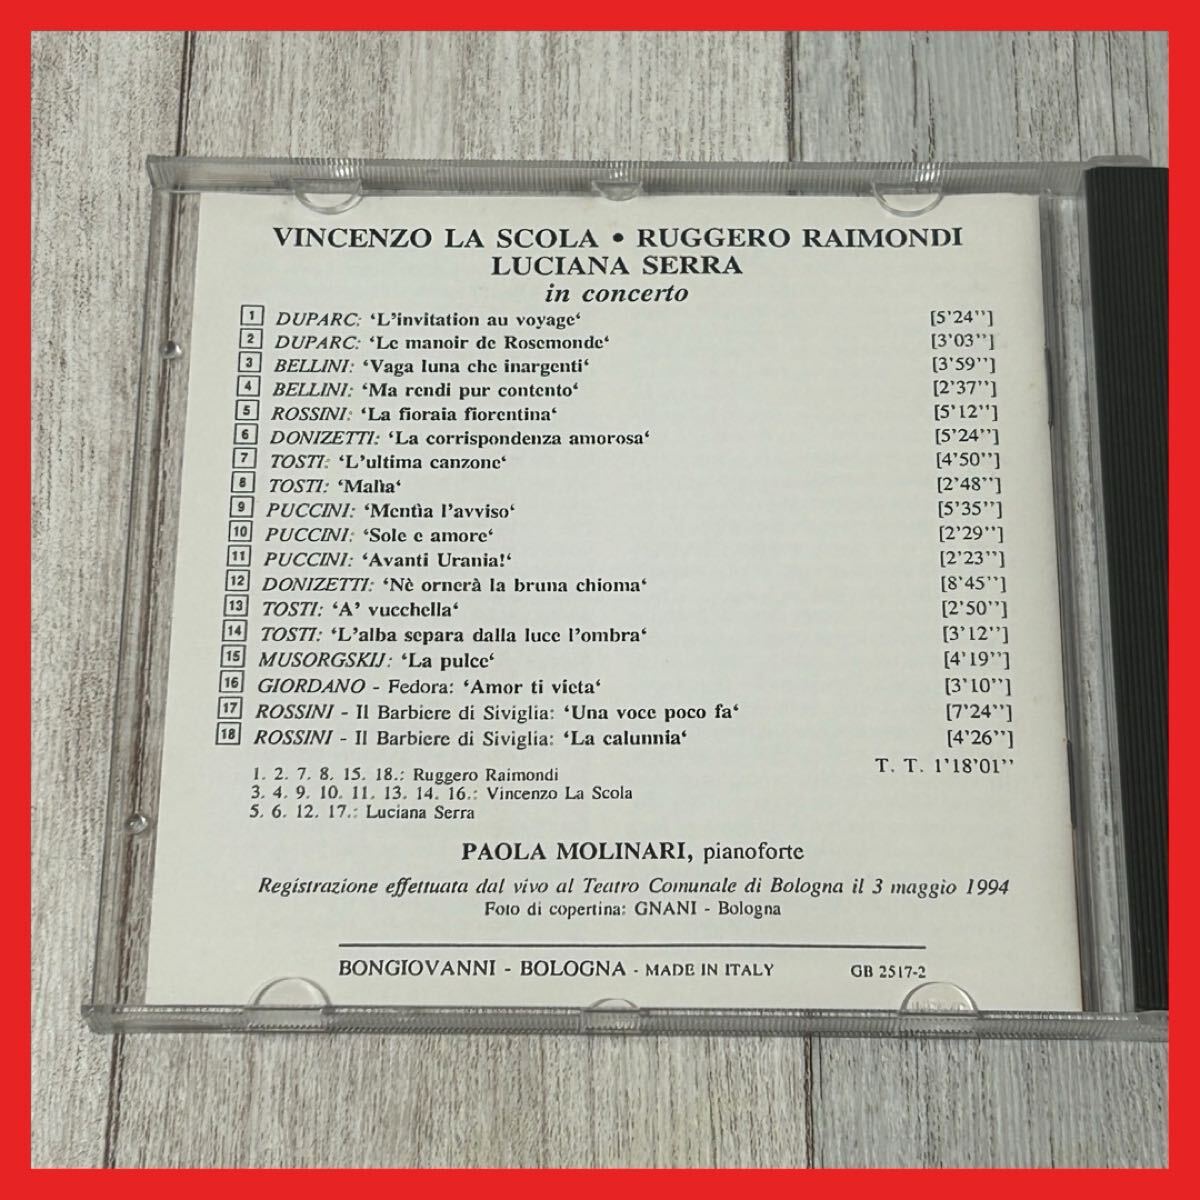 VINCENZO LA SCOLA • RUGGERO RAIMONDI
LUCIANA SERRA
in concerto
1 DUPARC: ‘L'invitation au voyage‘ [5'24'']
2 DUPARC: ‘Le manoir de Rosemonde‘ [3'03'']
3 BELLINI: ‘Vaga luna che inargenti‘ [3'59'']
4 BELLINI: ‘Ma rendi pur contento‘ [2'37'']
5 ROSSINI: ‘La fioraia fiorentina‘ [5'12'']
6 DONIZETTI: ‘La corrispondenza amorosa‘ [5'24'']
7 TOSTI: ‘L'ultima canzone‘ [4'50'']
8 TOSTI: ‘Malìa‘ [2'48'']
9 PUCCINI: ‘Mentìa l'avviso‘ [5'35'']
10 PUCCINI: ‘Sole e amore‘ [2'29'']
11 PUCCINI: ‘Avanti Urania!‘ [2'23'']
12 DONIZETTI: ‘Nè ornerà la bruna chioma‘ [8'45'']
13 TOSTI: ‘A' vucchella‘ [2'50'']
14 TOSTI: ‘L'alba separa dalla luce l'ombra‘ [3'12'']
15 MUSORGSKIJ: ‘La pulce‘ [4'19'']
16 GIORDANO - Fedora: ‘Amor ti vieta‘ [3'10'']
17 ROSSINI - Il Barbiere di Siviglia: ‘Una voce poco fa‘ [7'24'']
18 ROSSINI - Il Barbiere di Siviglia: ‘La calunnia‘ [4'26'']
T. T. 1'18'01''
1. 2. 7. 8. 15. 18.: Ruggero Raimondi
3. 4. 9. 10. 11. 13. 14. 16.: Vincenzo La Scola
5. 6. 12. 17.: Luciana Serra
PAOLA MOLINARI, pianoforte
Registrazione effettuata dal vivo al Teatro Comunale di Bologna il 3 maggio 1994
Foto di copertina: GNANI - Bologna
BONGIOVANNI - BOLOGNA - MADE IN ITALY GB 2517-2